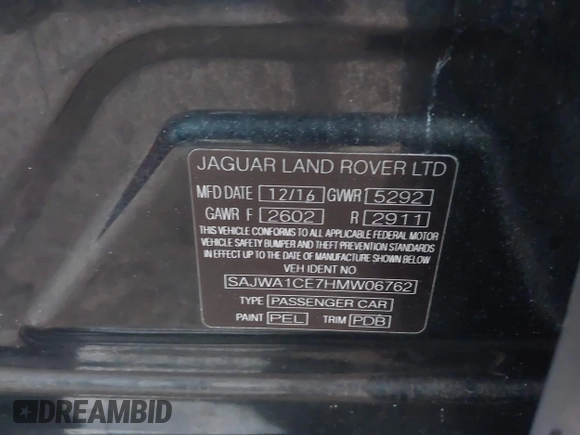 JAGUAR LAND ROVER LTD
MFD DATE 12/16 GVWR 5292
GAWR F 2602 R 2911
THIS VEHICLE CONFORMS TO ALL APPLICABLE FEDERAL MOTOR
VEHICLE SAFETY BUMPER AND THEFT PREVENTION STANDARDS
IN EFFECT UP TO THE DATE OF MANUFACTURE SHOWN BELOW
VEH IDENT NO
SAJWA1CE7HMW06762
TYPE PASSENGER CAR
PAINT PEL TRIM PDB
DREAMBID